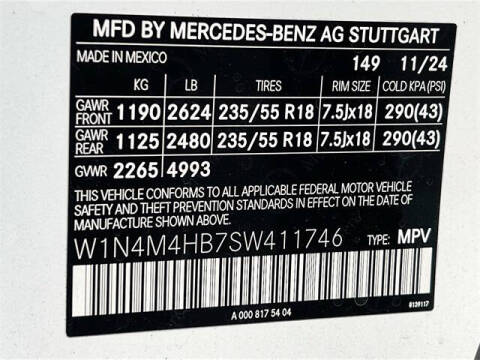 MFD BY MERCEDES-BENZ AG STUTTGART
MADE IN MEXICO 149 11/24
KG LB TIRES RIM SIZE COLD KPA (PSI)
GAWR FRONT 1190 2624 235/55 R18 7.5Jx18 290(43)
GAWR REAR 1125 2480 235/55 R18 7.5Jx18 290(43)
GVWR 2265 4993
THIS VEHICLE CONFORMS TO ALL APPLICABLE FEDERAL MOTOR VEHICLE
SAFETY AND THEFT PREVENTION STANDARDS IN EFFECT ON THE DATE OF
MANUFACTURE SHOWN ABOVE.
W1N4M4HB7SW411746 TYPE: MPV
A 000 817 54 04 8129117